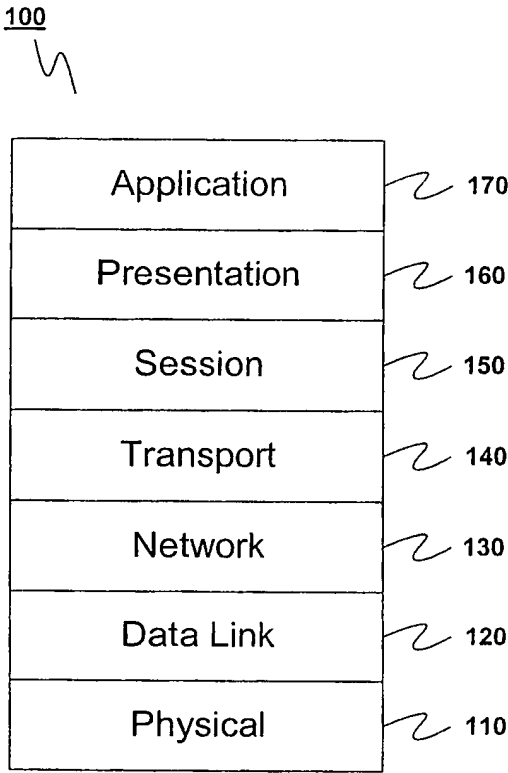 100
Application 170
Presentation 160
Session 150
Transport 140
Network 130
Data Link 120
Physical 110